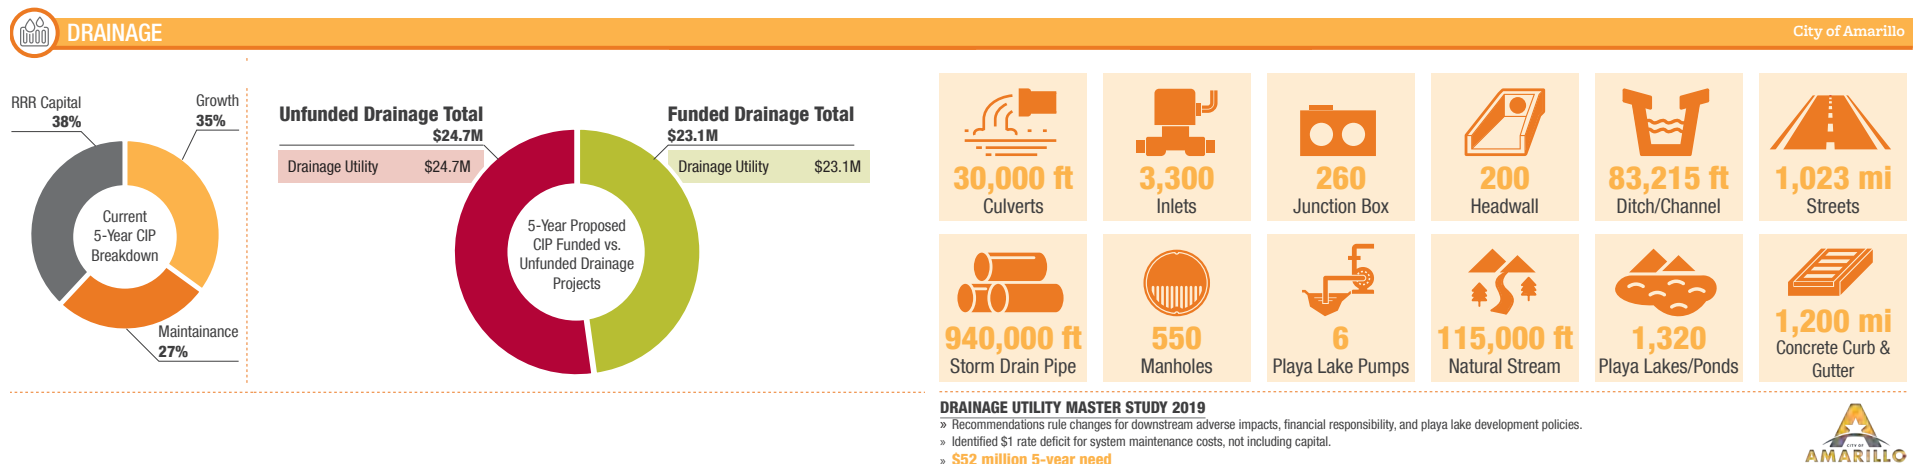 DRAINAGE
City of Amarillo
RRR Capital
38%
Growth
35%
Current
5-Year CIP
Breakdown
Maintainance
27%
Unfunded Drainage Total
$24.7M
Drainage Utility $24.7M
Funded Drainage Total
$23.1M
Drainage Utility $23.1M
5-Year Proposed
CIP Funded vs.
Unfunded Drainage
Projects
30,000 ft
Culverts
3,300
Inlets
260
Junction Box
200
Headwall
83,215 ft
Ditch/Channel
1,023 mi
Streets
940,000 ft
Storm Drain Pipe
550
Manholes
6
Playa Lake Pumps
115,000 ft
Natural Stream
1,320
Playa Lakes/Ponds
1,200 mi
Concrete Curb &
Gutter
DRAINAGE UTILITY MASTER STUDY 2019
» Recommendations rule changes for downstream adverse impacts, financial responsibility, and playa lake development policies.
» Identified $1 rate deficit for system maintenance costs, not including capital.
» $52 million 5-year need
CITY OF
AMARILLO